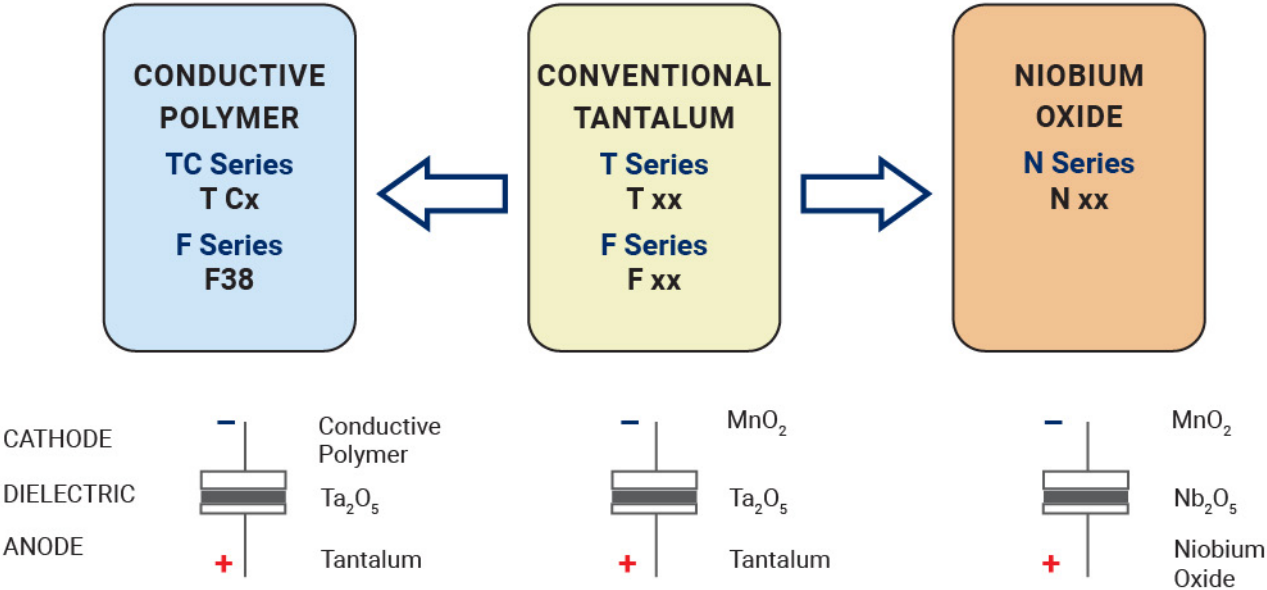 CONDUCTIVE
POLYMER
TC Series
T Cx
F Series
F38
CONVENTIONAL
TANTALUM
T Series
T xx
F Series
F xx
NIOBIUM
OXIDE
N Series
N xx
CATHODE
− Conductive
Polymer
− MnO₂
− MnO₂
DIELECTRIC
Ta₂O₅
Ta₂O₅
Nb₂O₅
ANODE
+ Tantalum
+ Tantalum
+ Niobium
Oxide